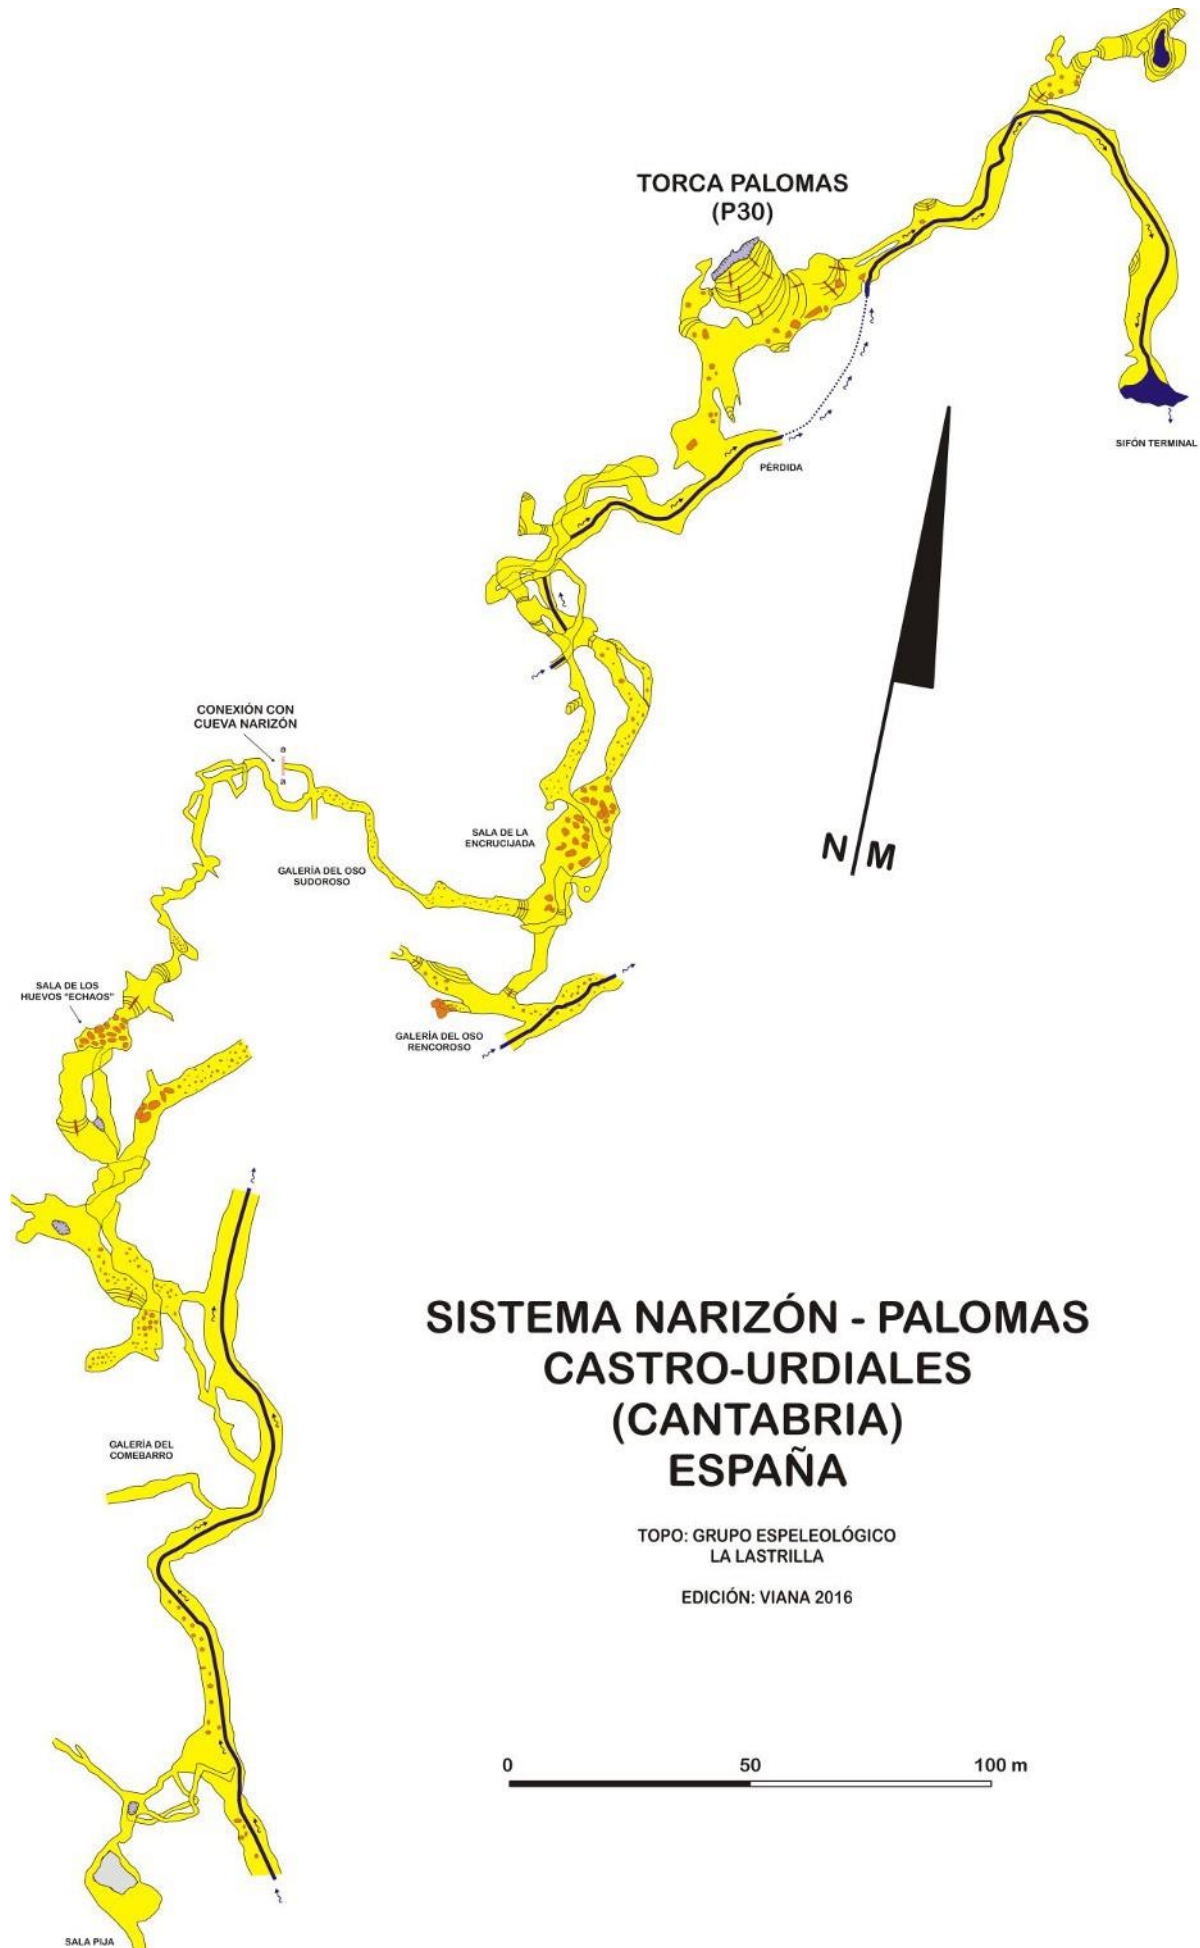 TORCA PALOMAS
(P30)
SIFÓN TERMINAL
PÉRDIDA
CONEXIÓN CON
CUEVA NARIZÓN
a
a
SALA DE LA
ENCRUCIJADA
GALERÍA DEL OSO
SUDOROSO
N M
SALA DE LOS
HUEVOS "ECHAOS"
GALERÍA DEL OSO
RENCOROSO
SISTEMA NARIZÓN - PALOMAS
CASTRO-URDIALES
(CANTABRIA)
ESPAÑA
GALERÍA DEL
COMEBARRO
TOPO: GRUPO ESPELEOLÓGICO
LA LASTRILLA
EDICIÓN: VIANA 2016
0 50 100 m
SALA PIJA